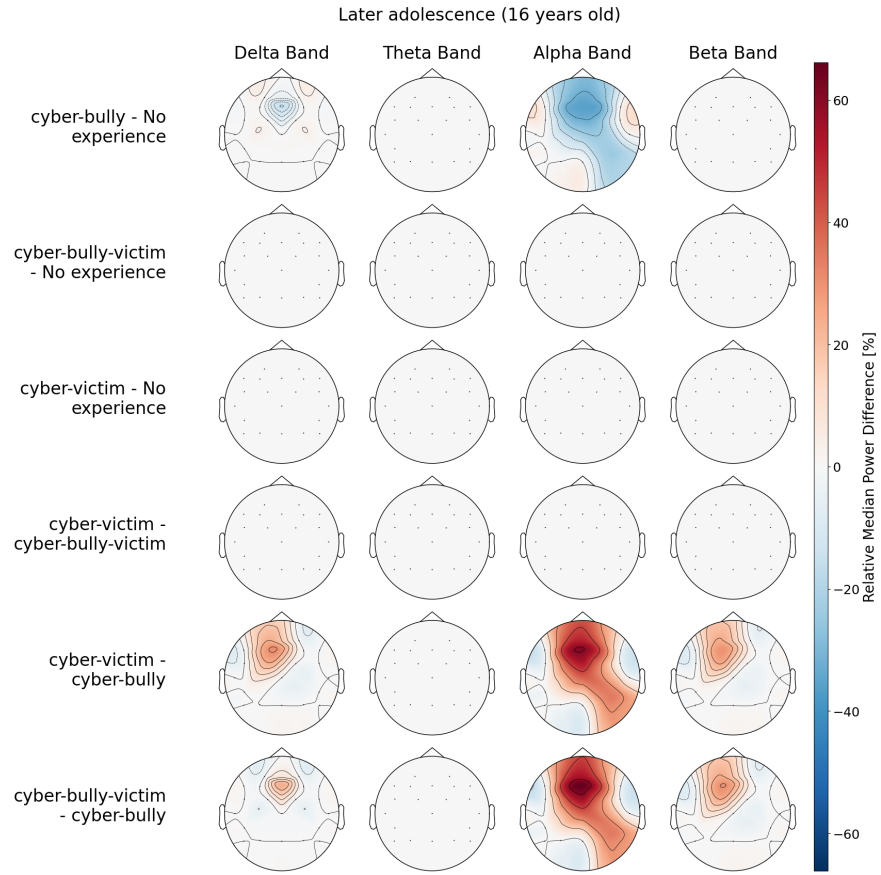 Later adolescence (16 years old)
Delta Band
Theta Band
Alpha Band
Beta Band
cyber-bully - No
experience
cyber-bully-victim
- No experience
cyber-victim - No
experience
cyber-victim -
cyber-bully-victim
cyber-victim -
cyber-bully
cyber-bully-victim
- cyber-bully
60
40
20
0
−20
−40
−60
Relative Median Power Difference [%]